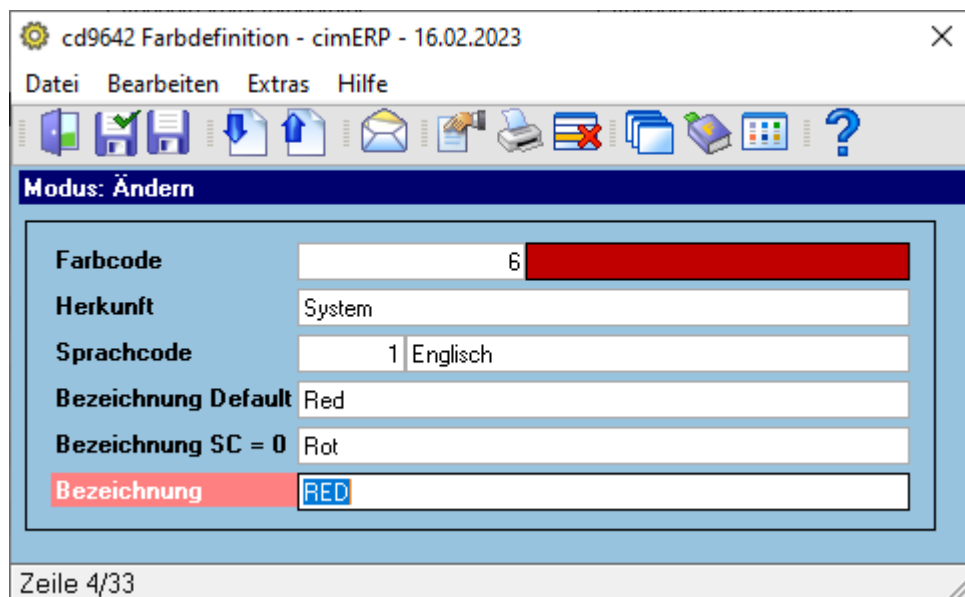 cd9642 Farbdefinition - cimERP - 16.02.2023
Datei Bearbeiten Extras Hilfe
Modus: Ändern
Farbcode 6
Herkunft System
Sprachcode 1 Englisch
Bezeichnung Default Red
Bezeichnung SC = 0 Rot
Bezeichnung RED
Zeile 4/33